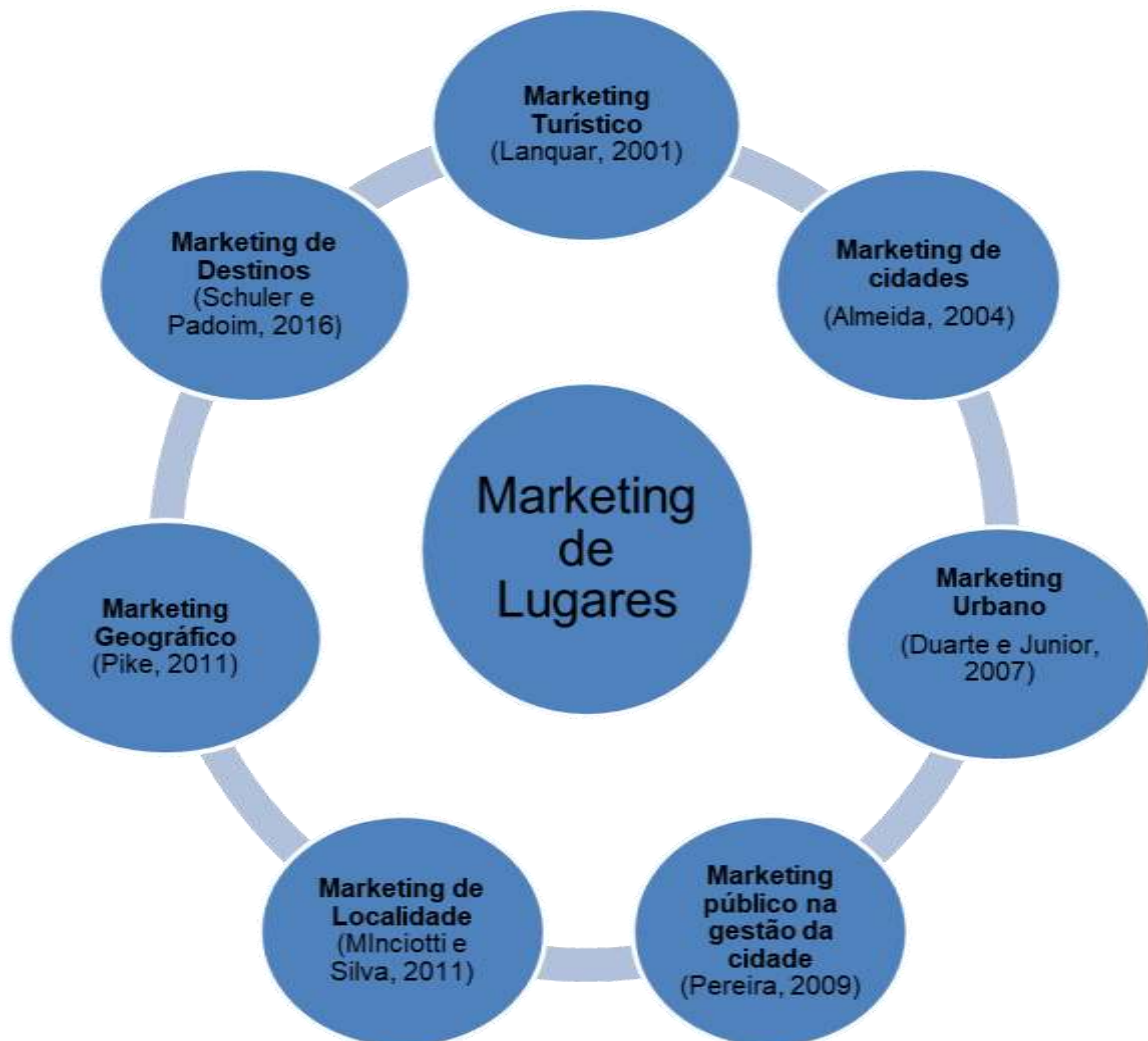 Marketing
Turístico
(Lanquar, 2001)
Marketing de
cidades
(Almeida, 2004)
Marketing
Urbano
(Duarte e Junior,
2007)
Marketing
público na
gestão da
cidade
(Pereira, 2009)
Marketing de
Localidade
(MInciotti e
Silva, 2011)
Marketing
Geográfico
(Pike, 2011)
Marketing de
Destinos
(Schuler e
Padoim, 2016)
Marketing
de
Lugares